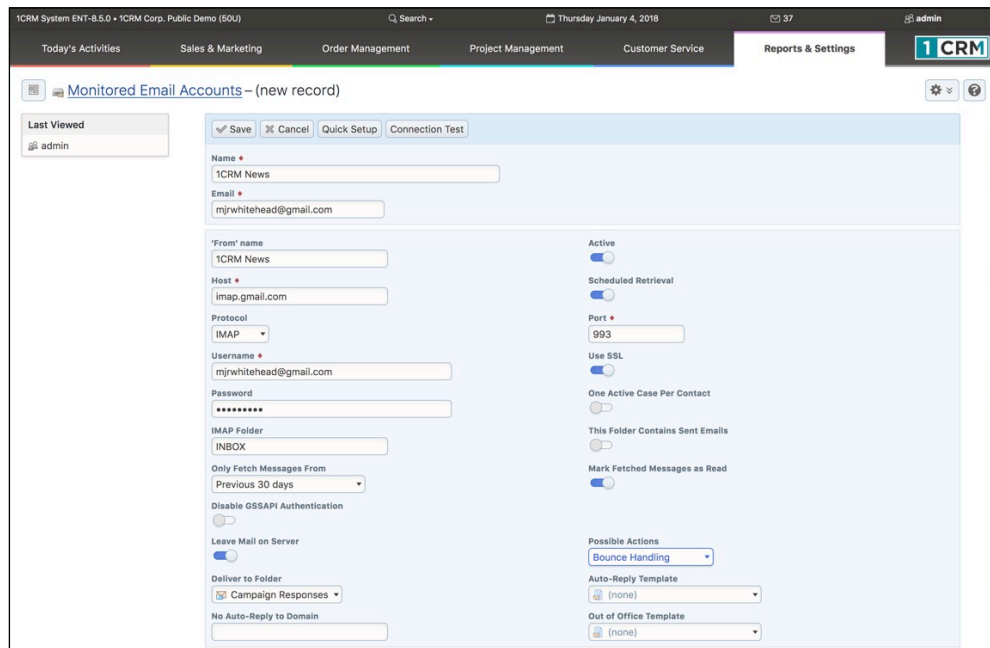 1CRM System ENT-8.5.0 • 1CRM Corp. Public Demo (50U) Search Thursday January 4, 2018 37 admin
Today's Activities Sales & Marketing Order Management Project Management Customer Service Reports & Settings 1 CRM
Monitored Email Accounts – (new record)
Last Viewed
admin
Save Cancel Quick Setup Connection Test
Name
1CRM News
Email
mjrwhitehead@gmail.com
'From' name Active
1CRM News
Host Scheduled Retrieval
imap.gmail.com
Protocol Port
IMAP 993
Username Use SSL
mjrwhitehead@gmail.com
Password One Active Case Per Contact
•••••••••
IMAP Folder This Folder Contains Sent Emails
INBOX
Only Fetch Messages From Mark Fetched Messages as Read
Previous 30 days
Disable GSSAPI Authentication
Leave Mail on Server Possible Actions
Bounce Handling
Deliver to Folder Auto-Reply Template
Campaign Responses (none)
No Auto-Reply to Domain Out of Office Template
(none)